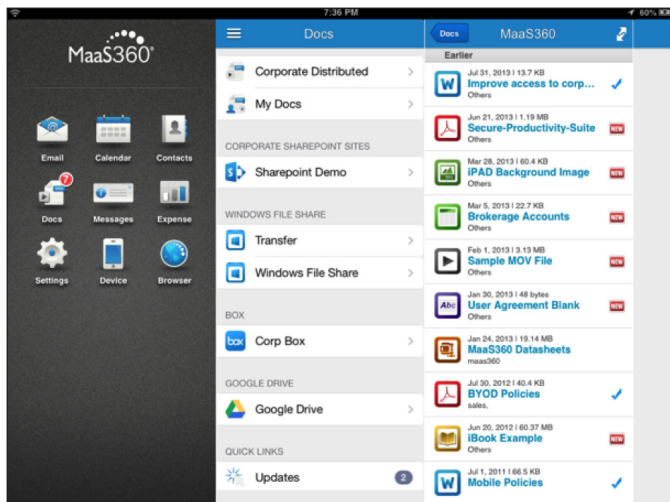 7:36 PM
60%
MaaS360
Email
Calendar
Contacts
7
Docs
Messages
Expense
Settings
Device
Browser
Docs
Corporate Distributed
My Docs
CORPORATE SHAREPOINT SITES
Sharepoint Demo
WINDOWS FILE SHARE
Transfer
Windows File Share
BOX
box
Corp Box
GOOGLE DRIVE
Google Drive
QUICK LINKS
Updates
2
Docs
MaaS360
Earlier
Jul 31, 2013 | 13.7 KB
W
Improve access to corp...
Others
Jun 21, 2013 | 1.19 MB
Secure-Productivity-Suite
NEW
Others
Mar 28, 2013 | 60.4 KB
iPAD Background Image
NEW
Others
Mar 5, 2013 | 22.7 KB
Brokerage Accounts
NEW
Others
Feb 1, 2013 | 3.13 MB
Sample MOV File
NEW
Others
Jan 30, 2013 | 48 bytes
Abc
User Agreement Blank
NEW
Others
Jan 24, 2013 | 19.14 MB
MaaS360 Datasheets
maas360
Jul 30, 2012 | 40.4 KB
BYOD Policies
sales,
Jun 20, 2012 | 60.37 MB
iBook Example
NEW
Others
Jul 1, 2011 | 66.5 KB
W
Mobile Policies